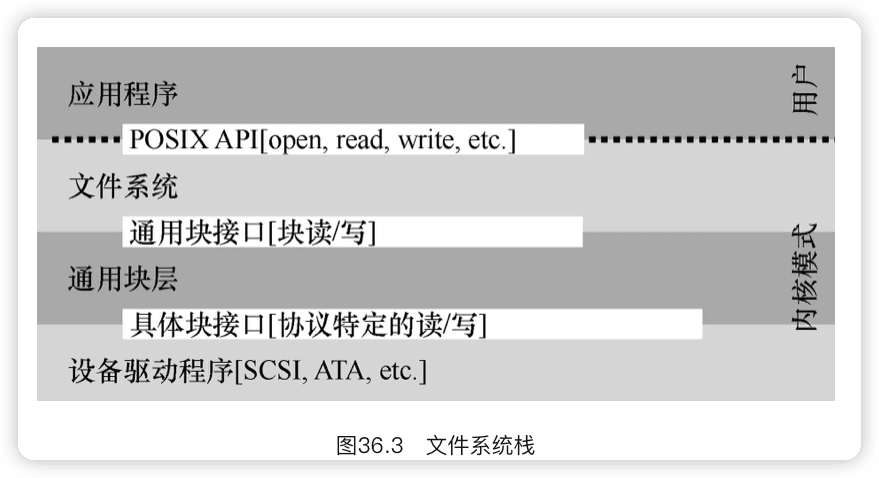 应用程序
用户
POSIX API[open, read, write, etc.]
文件系统
通用块接口[块读/写]
内核模式
通用块层
具体块接口[协议特定的读/写]
设备驱动程序[SCSI, ATA, etc.]
图36.3 文件系统栈